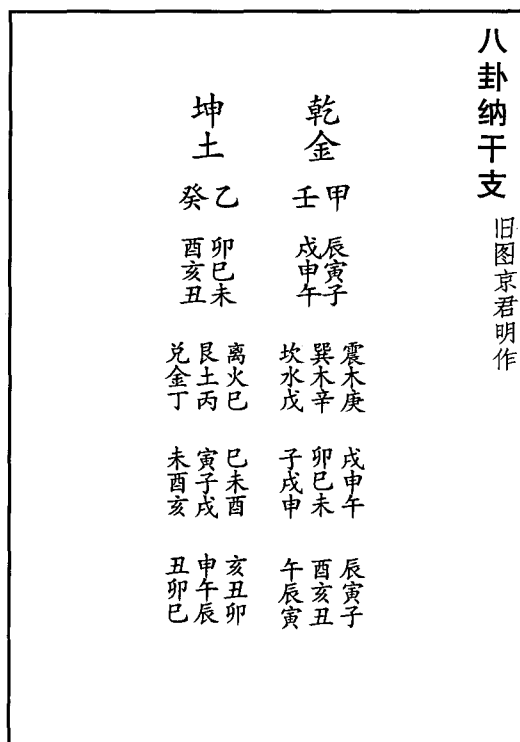 八卦纳干支
旧图京君明作
乾金
甲
壬
辰寅子
戌申午
震木庚
巽木辛
坎水戊
戌申午
卯巳未
子戌申
辰寅子
酉亥丑
午辰寅
坤土
乙
癸
卯巳未
酉亥丑
离火巳
艮土丙
兑金丁
巳未酉
寅子戌
未酉亥
亥丑卯
申午辰
丑卯巳